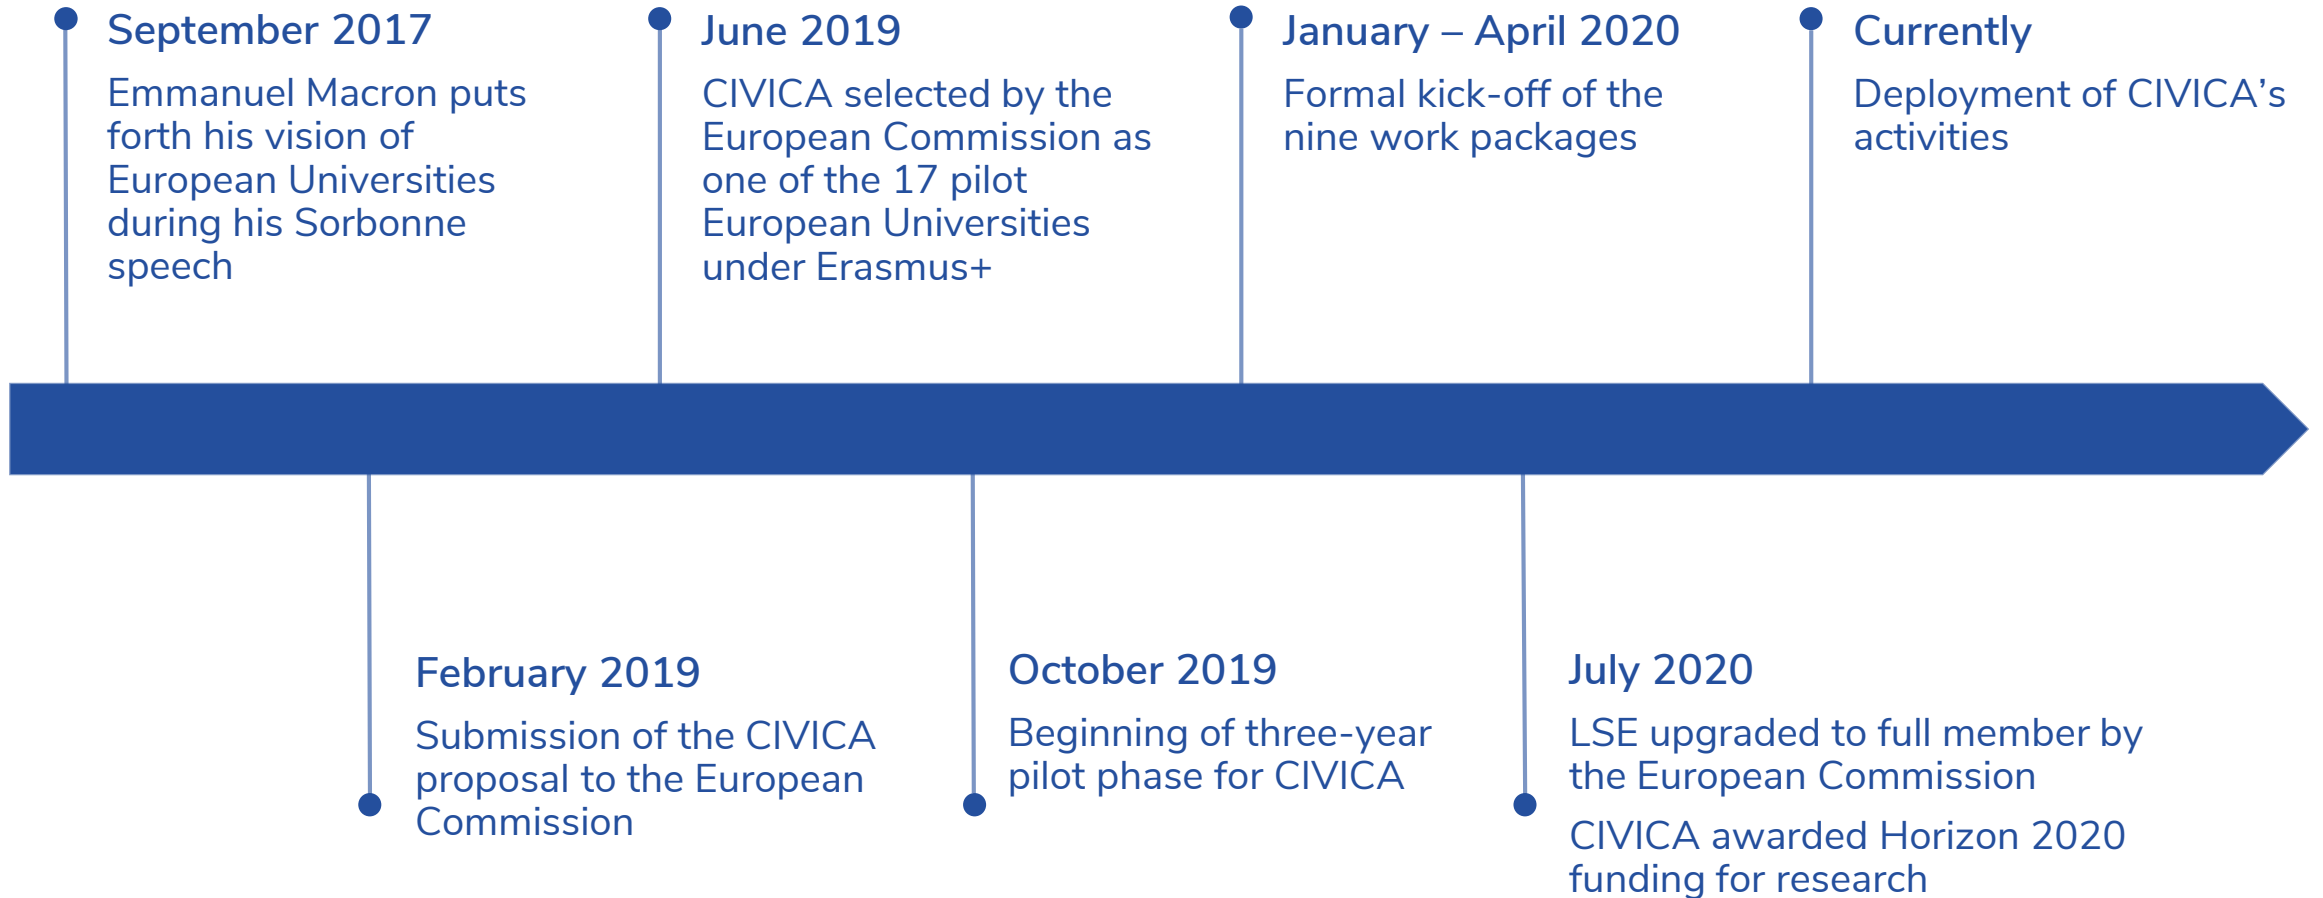 September 2017
Emmanuel Macron puts
forth his vision of
European Universities
during his Sorbonne
speech
June 2019
CIVICA selected by the
European Commission as
one of the 17 pilot
European Universities
under Erasmus+
January – April 2020
Formal kick-off of the
nine work packages
Currently
Deployment of CIVICA’s
activities
February 2019
Submission of the CIVICA
proposal to the European
Commission
October 2019
Beginning of three-year
pilot phase for CIVICA
July 2020
LSE upgraded to full member by
the European Commission
CIVICA awarded Horizon 2020
funding for research